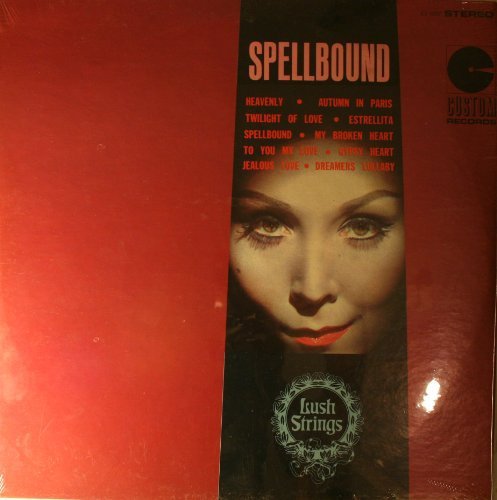 STEREO
SPELLBOUND
CUSTOM
RECORDS
HEAVENLY • AUTUMN IN PARIS
TWILIGHT OF LOVE • ESTRELLITA
SPELLBOUND • MY BROKEN HEART
TO YOU MY LOVE • GYPSY HEART
JEALOUS LOVE • DREAMERS LULLABY
Lush
Strings